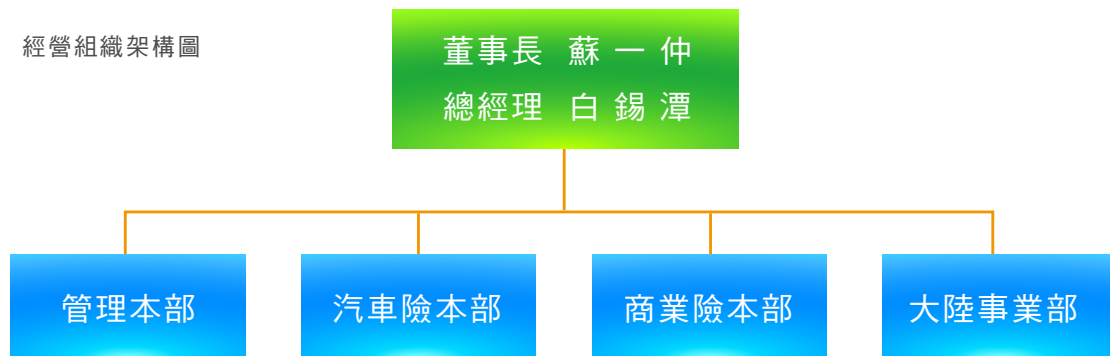 經營組織架構圖
董事長 蘇一仲
總經理 白錫潭
管理本部
汽車險本部
商業險本部
大陸事業部